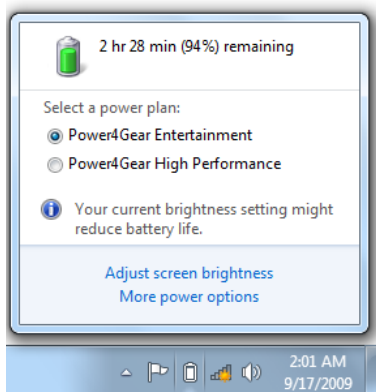 2 hr 28 min (94%) remaining
Select a power plan:
Power4Gear Entertainment
Power4Gear High Performance
Your current brightness setting might
reduce battery life.
Adjust screen brightness
More power options
2:01 AM
9/17/2009